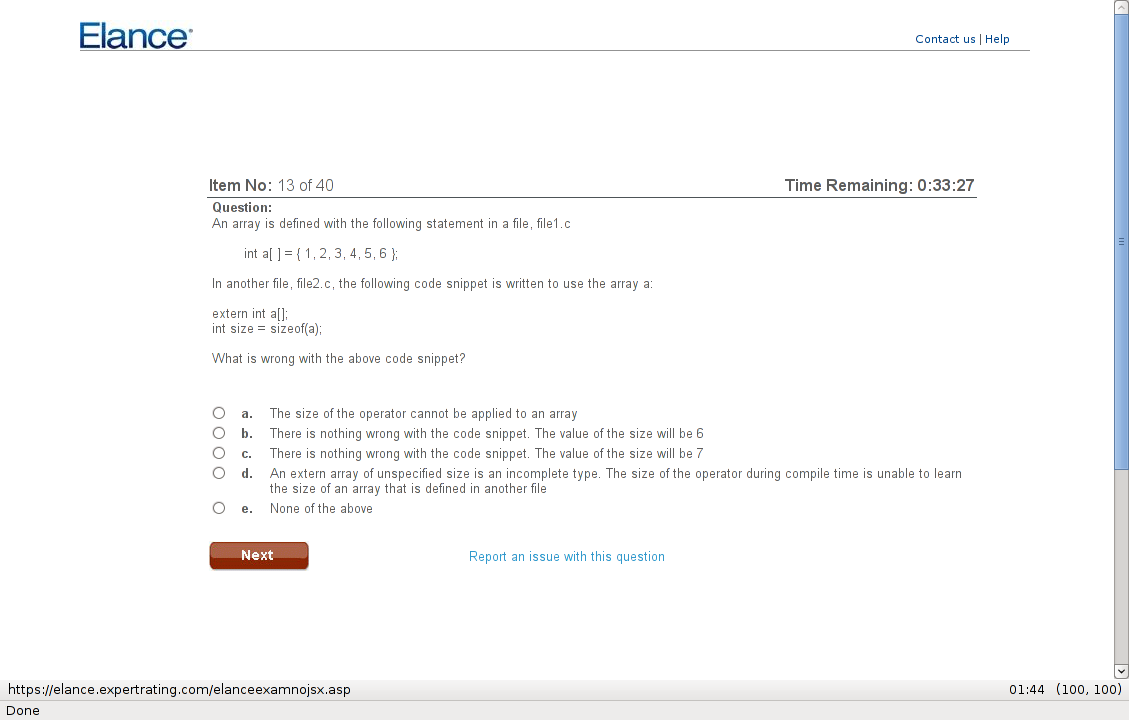 Elance
Contact us | Help
Item No: 13 of 40
Time Remaining: 0:33:27
Question:
An array is defined with the following statement in a file, file1.c
int a[ ] = { 1, 2, 3, 4, 5, 6 };
In another file, file2.c, the following code snippet is written to use the array a:
extern int a[];
int size = sizeof(a);
What is wrong with the above code snippet?
a. The size of the operator cannot be applied to an array
b. There is nothing wrong with the code snippet. The value of the size will be 6
c. There is nothing wrong with the code snippet. The value of the size will be 7
d. An extern array of unspecified size is an incomplete type. The size of the operator during compile time is unable to learn
the size of an array that is defined in another file
e. None of the above
Next
Report an issue with this question
https://elance.expertrating.com/elanceexamnojsx.asp
01:44 (100, 100)
Done